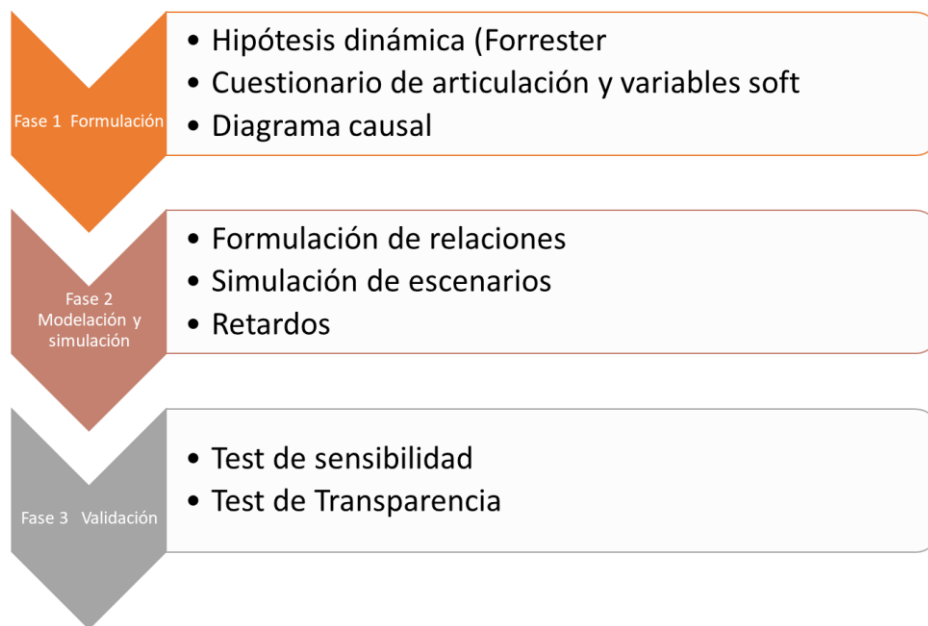 Fase 1 Formulación
• Hipótesis dinámica (Forrester
• Cuestionario de articulación y variables soft
• Diagrama causal
Fase 2
Modelación y
simulación
• Formulación de relaciones
• Simulación de escenarios
• Retardos
Fase 3 Validación
• Test de sensibilidad
• Test de Transparencia